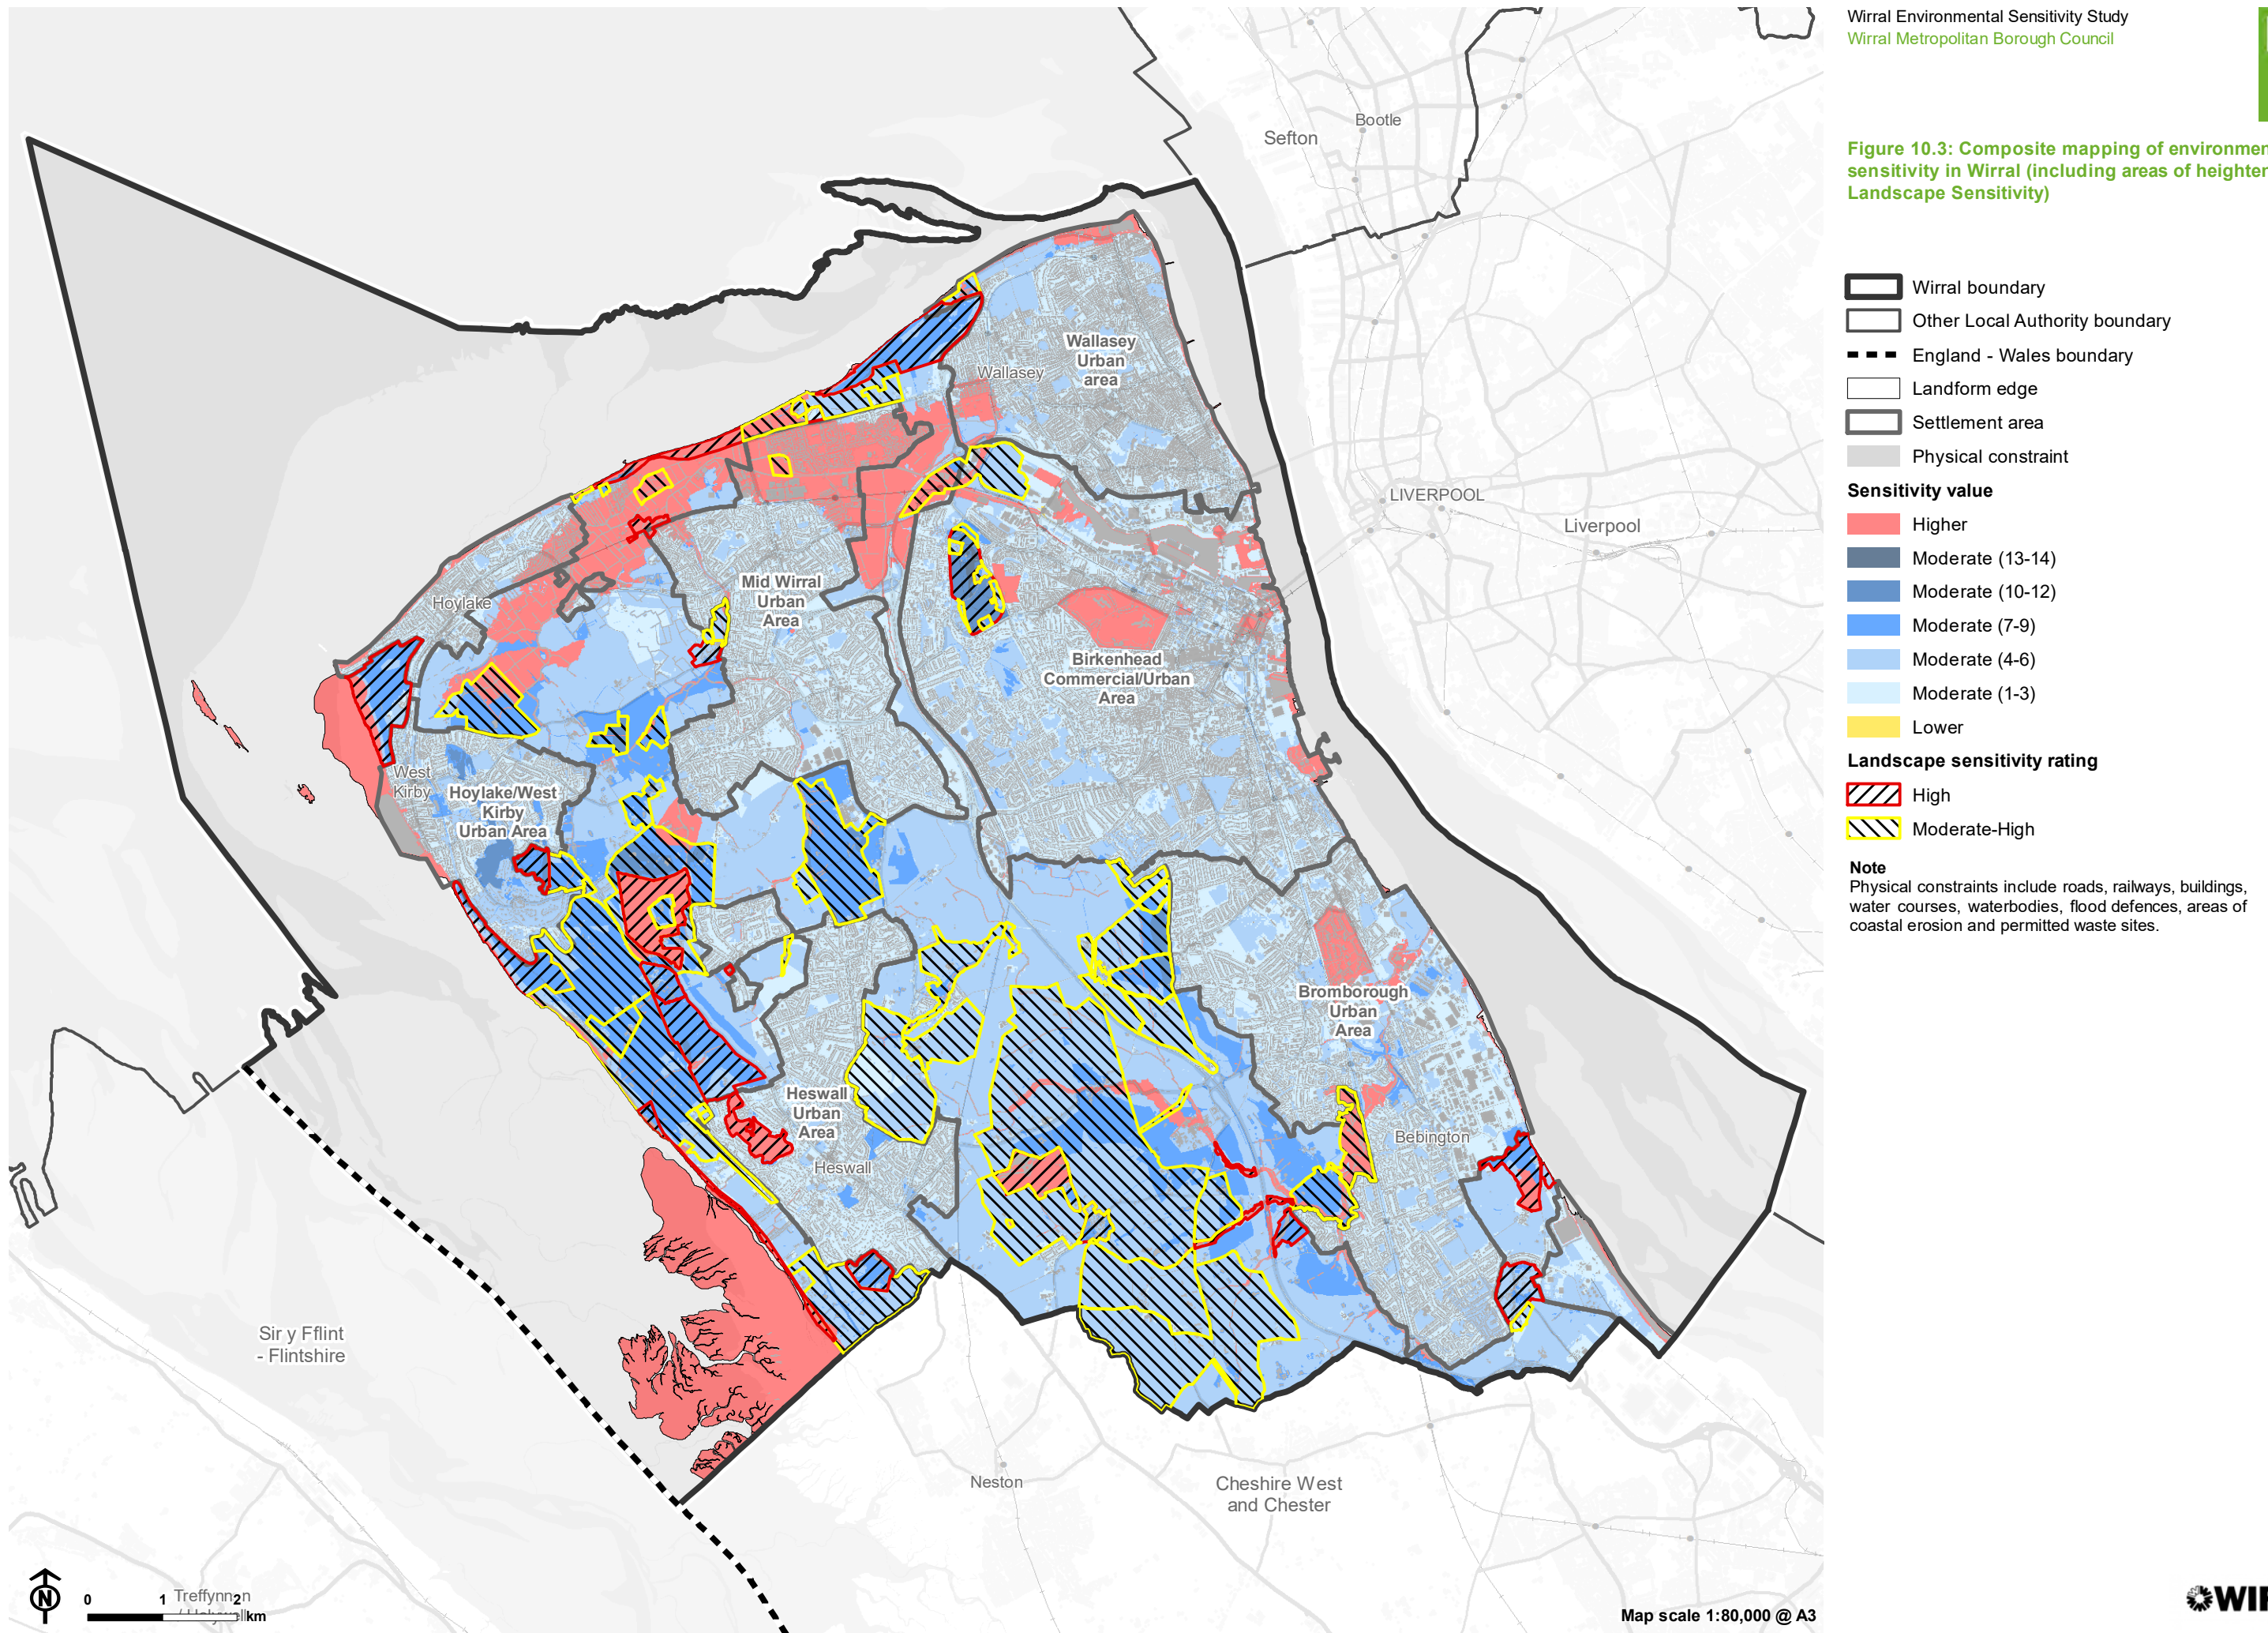 Wirral Environmental Sensitivity Study
Wirral Metropolitan Borough Council
Figure 10.3: Composite mapping of environmen
sensitivity in Wirral (including areas of heighten
Landscape Sensitivity)
Wirral boundary
Other Local Authority boundary
England - Wales boundary
Landform edge
Settlement area
Physical constraint
Sensitivity value
Higher
Moderate (13-14)
Moderate (10-12)
Moderate (7-9)
Moderate (4-6)
Moderate (1-3)
Lower
Landscape sensitivity rating
High
Moderate-High
Note
Physical constraints include roads, railways, buildings,
water courses, waterbodies, flood defences, areas of
coastal erosion and permitted waste sites.
Sefton
Bootle
Wallasey
Urban
area
Wallasey
LIVERPOOL
Liverpool
Mid Wirral
Urban
Area
Hoylake
Birkenhead
Commercial/Urban
Area
West
Kirby
Hoylake/West
Kirby
Urban Area
Bromborough
Urban
Area
Heswall
Urban
Area
Heswall
Bebington
Sir y Fflint
- Flintshire
Neston
Cheshire West
and Chester
N
0 1 2
km
Map scale 1:80,000 @ A3